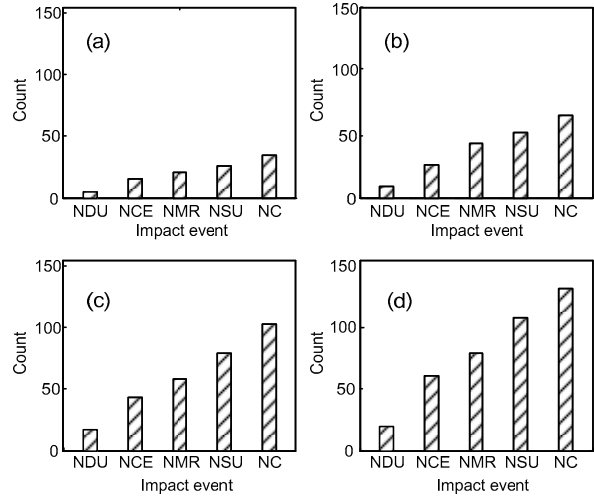 150
(a)
100
Count
50
0
NDU NCE NMR NSU NC
Impact event
150
(b)
100
Count
50
0
NDU NCE NMR NSU NC
Impact event
150
(c)
100
Count
50
0
NDU NCE NMR NSU NC
Impact event
150
(d)
100
Count
50
0
NDU NCE NMR NSU NC
Impact event